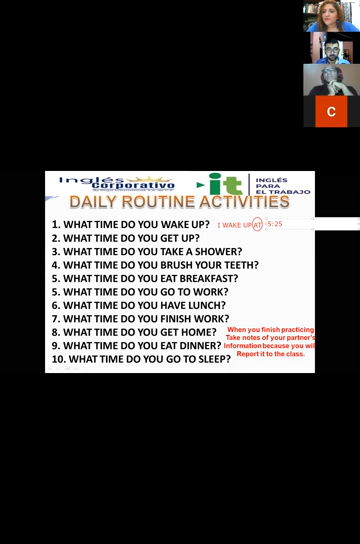 C
Inglés
Corporativo
it
INGLÉS
PARA
EL TRABAJO
DAILY ROUTINE ACTIVITIES
1. WHAT TIME DO YOU WAKE UP?
I WAKE UP AT 5:25
2. WHAT TIME DO YOU GET UP?
3. WHAT TIME DO YOU TAKE A SHOWER?
4. WHAT TIME DO YOU BRUSH YOUR TEETH?
5. WHAT TIME DO YOU EAT BREAKFAST?
5. WHAT TIME DO YOU GO TO WORK?
6. WHAT TIME DO YOU HAVE LUNCH?
7. WHAT TIME DO YOU FINISH WORK?
8. WHAT TIME DO YOU GET HOME?
9. WHAT TIME DO YOU EAT DINNER?
10. WHAT TIME DO YOU GO TO SLEEP?
When you finish practicing
Take notes of your partner's
Information because you will
Report it to the class.